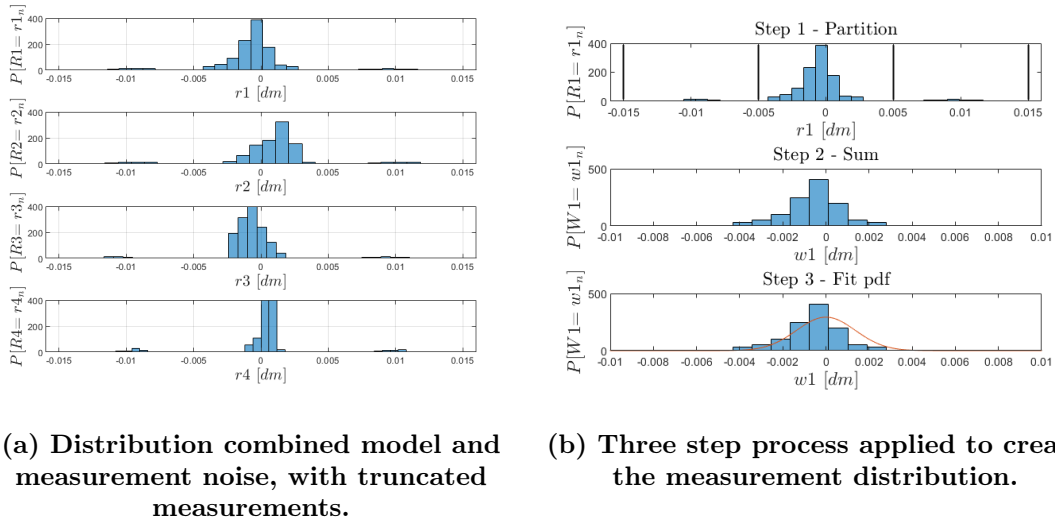 400
200
0
P[R1= r1n]
-0.015 -0.01 -0.005 0 0.005 0.01 0.015
r1 [dm]
400
200
0
P[R2= r2n]
-0.015 -0.01 -0.005 0 0.005 0.01 0.015
r2 [dm]
400
200
0
P[R3= r3n]
-0.015 -0.01 -0.005 0 0.005 0.01 0.015
r3 [dm]
400
200
0
P[R4= r4n]
-0.015 -0.01 -0.005 0 0.005 0.01 0.015
r4 [dm]
(a) Distribution combined model and
measurement noise, with truncated
measurements.
Step 1 - Partition
400
200
0
P[R1= r1n]
-0.015 -0.01 -0.005 0 0.005 0.01 0.015
r1 [dm]
Step 2 - Sum
500
0
P[W1= w1n]
-0.01 -0.008 -0.006 -0.004 -0.002 0 0.002 0.004 0.006 0.008 0.01
w1 [dm]
Step 3 - Fit pdf
500
0
P[W1= w1n]
-0.01 -0.008 -0.006 -0.004 -0.002 0 0.002 0.004 0.006 0.008 0.01
w1 [dm]
(b) Three step process applied to crea
the measurement distribution.